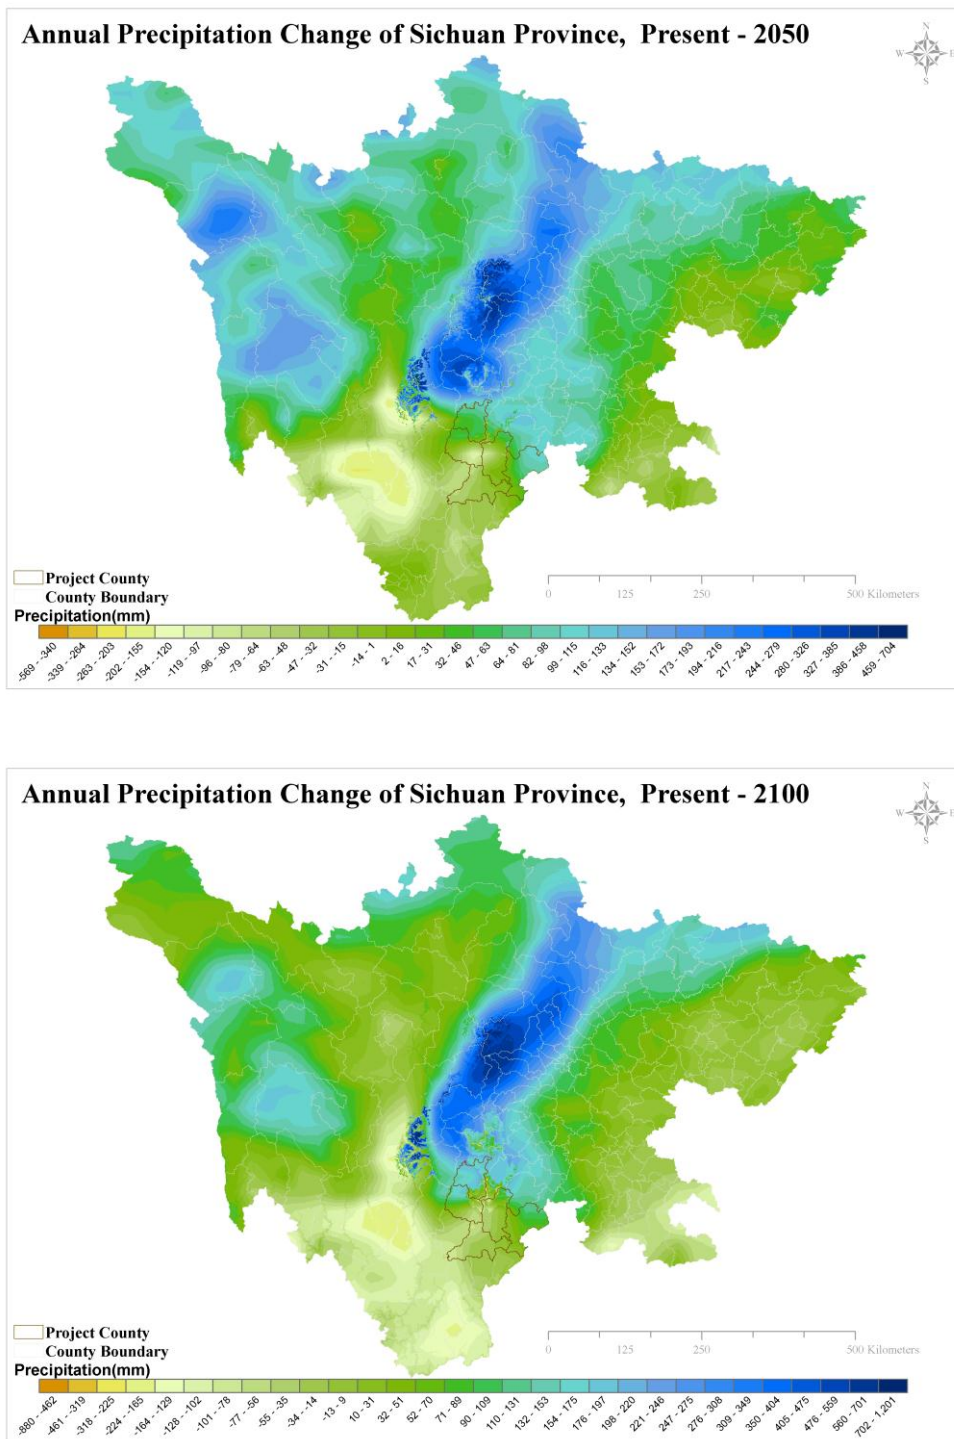 Annual Precipitation Change of Sichuan Province, Present - 2050
N
W E
S
Project County
County Boundary
0 125 250 500 Kilometers
Precipitation(mm)
-569 - -340 -339 - -264 -263 - -203 -202 - -155 -154 - -120 -119 - -97 -96 - -80 -79 - -64 -63 - -48 -47 - -32 -31 - -15 -14 - 1 2 - 16 17 - 31 32 - 46 47 - 63 64 - 81 82 - 98 99 - 115 116 - 133 134 - 152 153 - 172 173 - 193 194 - 216 217 - 243 244 - 279 280 - 326 327 - 385 386 - 458 459 - 704
Annual Precipitation Change of Sichuan Province, Present - 2100
N
W E
S
Project County
County Boundary
0 125 250 500 Kilometers
Precipitation(mm)
-880 - -462 -461 - -319 -318 - -225 -224 - -165 -164 - -129 -128 - -102 -101 - -78 -77 - -56 -55 - -35 -34 - -14 -13 - 9 10 - 31 32 - 51 52 - 70 71 - 89 90 - 109 110 - 131 132 - 153 154 - 175 176 - 197 198 - 220 221 - 246 247 - 275 276 - 308 309 - 349 350 - 404 405 - 475 476 - 559 560 - 701 702 - 1,201